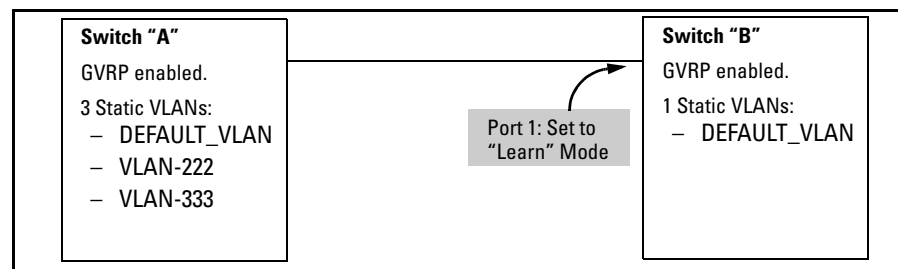 Switch “A”
GVRP enabled.
3 Static VLANs:
– DEFAULT_VLAN
– VLAN-222
– VLAN-333
Port 1: Set to
“Learn” Mode
Switch “B”
GVRP enabled.
1 Static VLANs:
– DEFAULT_VLAN